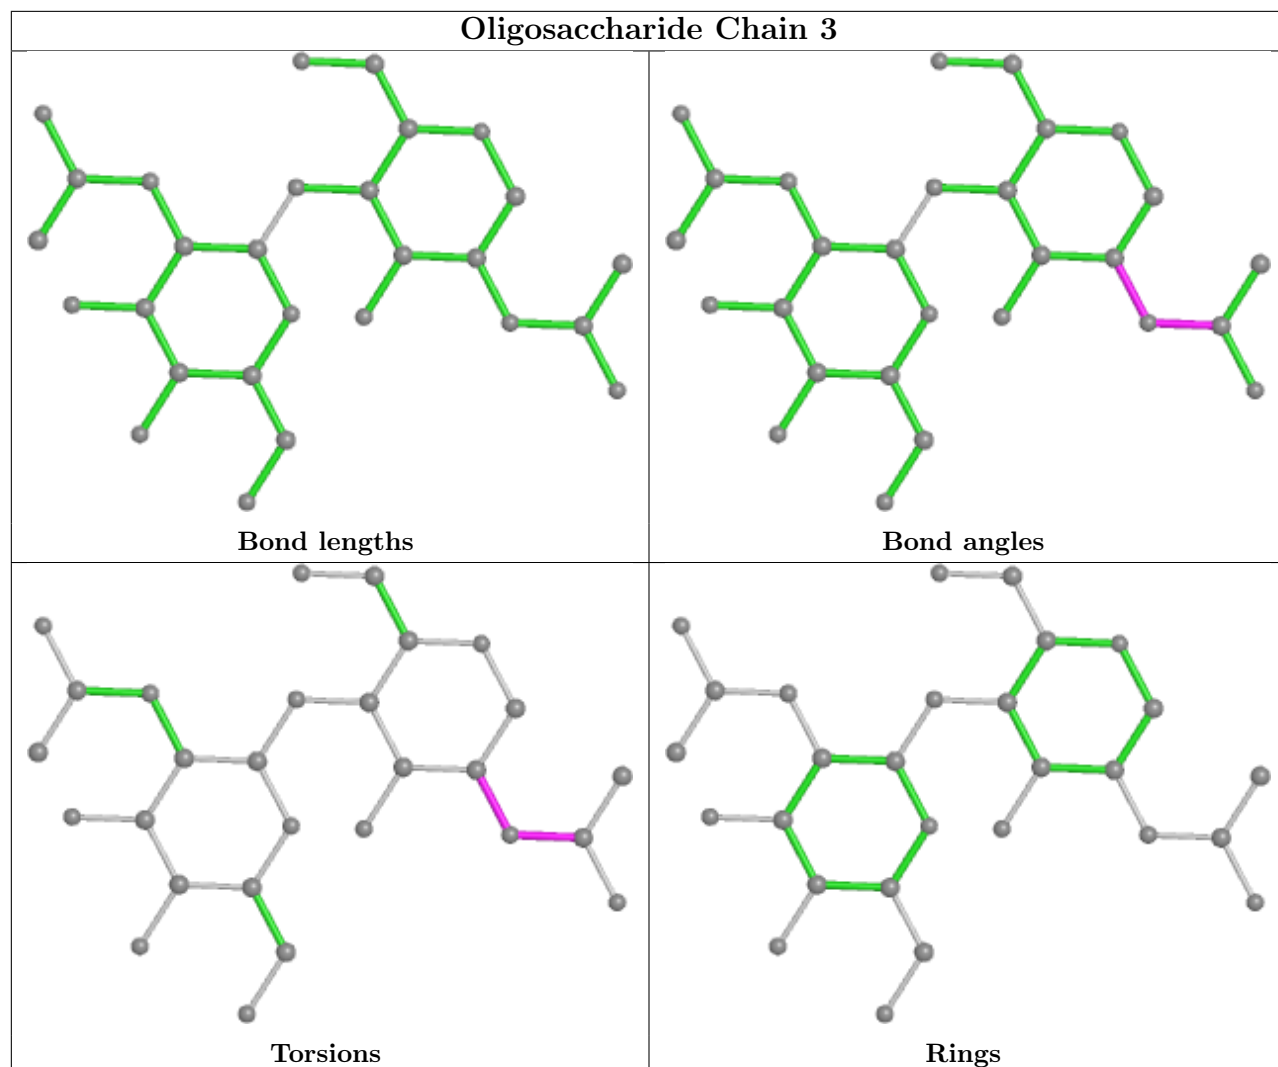 Oligosaccharide Chain 3
Bond lengths
Bond angles
Torsions
Rings